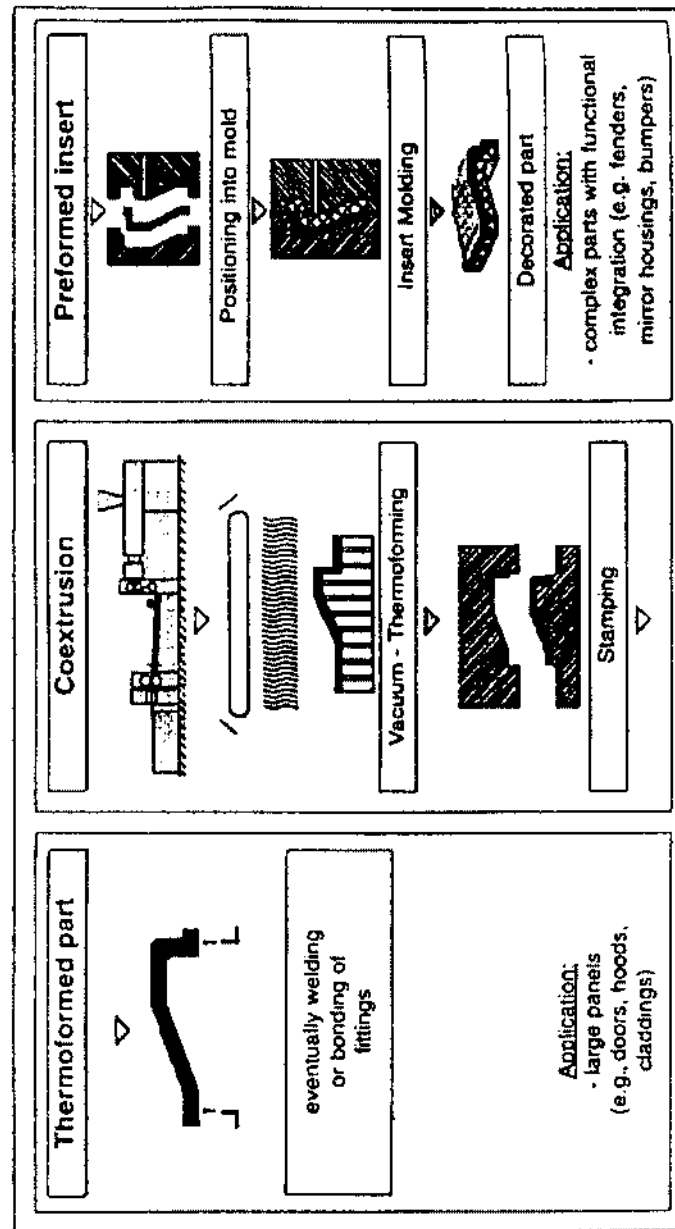 Thermoformed part
eventually welding
or bonding of
fittings
Application:
- large panels
(e.g., doors, hoods,
claddings)
Coextrusion
Vacuum - Thermoforming
Stamping
Preformed insert
Positioning into mold
Insert Molding
Decorated part
Application:
- complex parts with functional
integration (e.g. fenders,
mirror housings, bumpers)